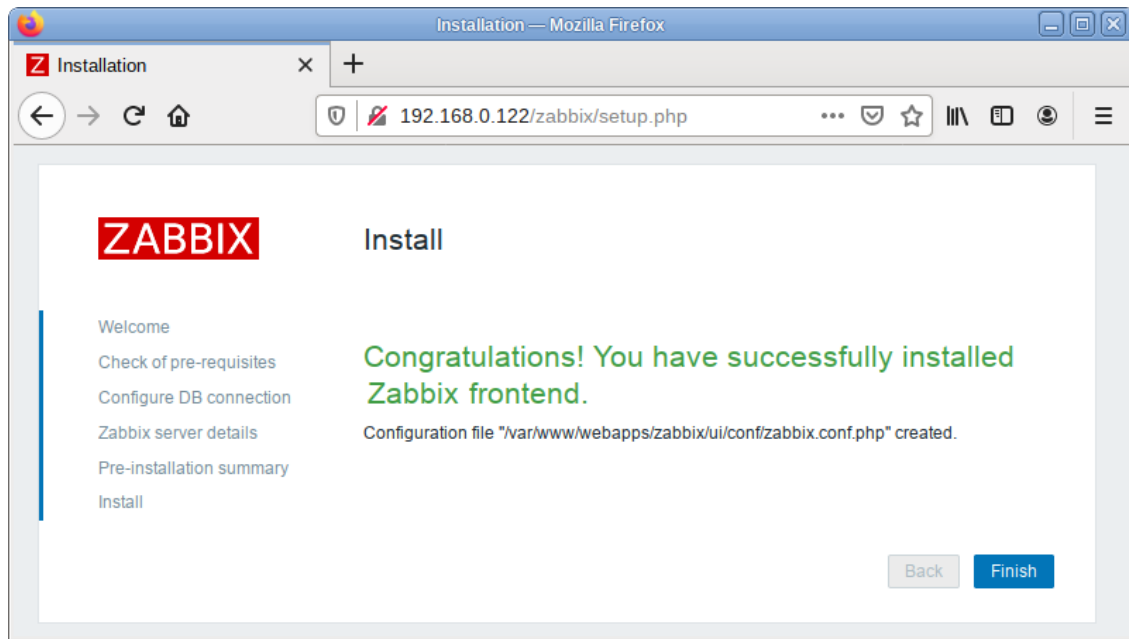 Installation — Mozilla Firefox
Z Installation
192.168.0.122/zabbix/setup.php
ZABBIX
Install
Welcome
Check of pre-requisites
Configure DB connection
Zabbix server details
Pre-installation summary
Install
Congratulations! You have successfully installed
Zabbix frontend.
Configuration file "/var/www/webapps/zabbix/ui/conf/zabbix.conf.php" created.
Back Finish